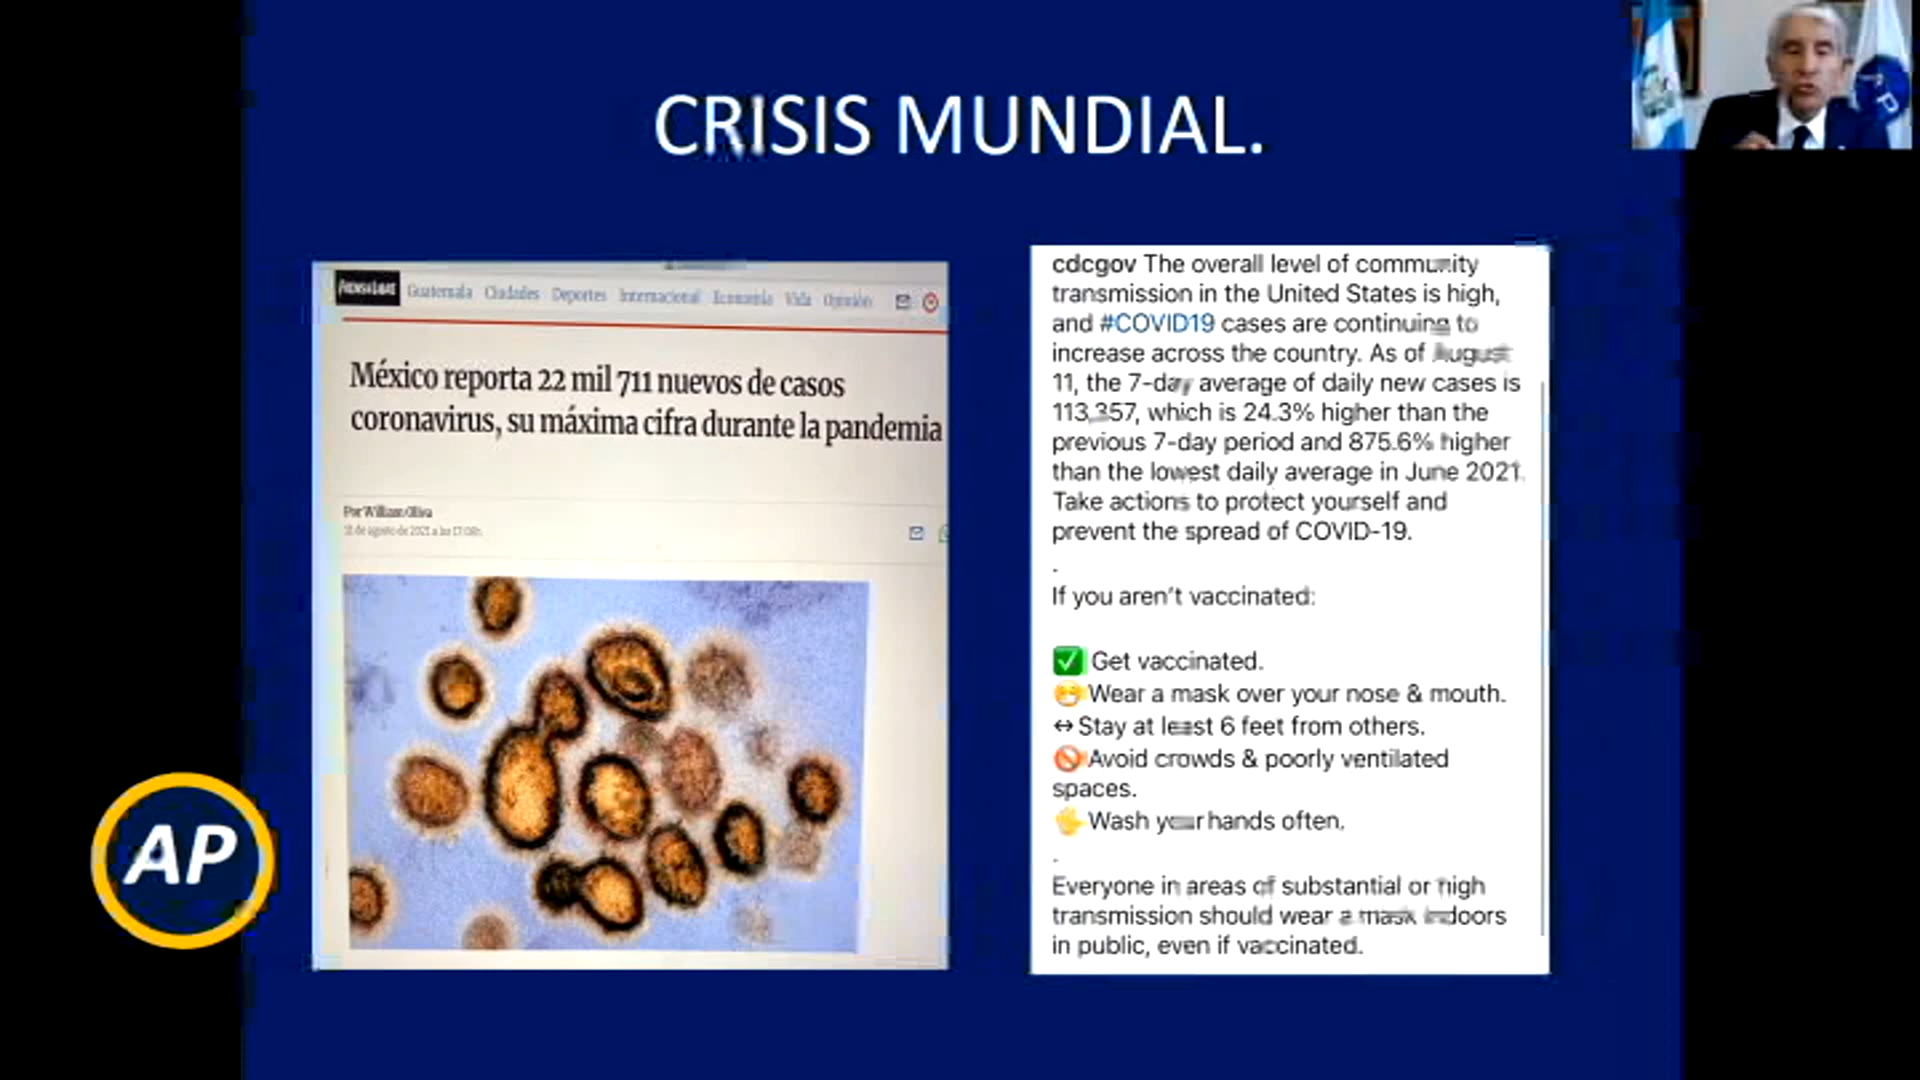 CRISIS MUNDIAL.
PRENSA LIBRE Guatemala Ciudades Deportes Internacional Economía Vida Opinión
México reporta 22 mil 711 nuevos de casos
coronavirus, su máxima cifra durante la pandemia
Por William Oliva
cdcgov The overall level of community
transmission in the United States is high,
and #COVID19 cases are continuing to
increase across the country. As of August
11, the 7-day average of daily new cases is
113,357, which is 24.3% higher than the
previous 7-day period and 875.6% higher
than the lowest daily average in June 2021.
Take actions to protect yourself and
prevent the spread of COVID-19.
.
If you aren't vaccinated:
✅ Get vaccinated.
😷Wear a mask over your nose & mouth.
↔Stay at least 6 feet from others.
🚫Avoid crowds & poorly ventilated
spaces.
🖐Wash your hands often.
.
Everyone in areas of substantial or high
transmission should wear a mask indoors
in public, even if vaccinated.
AP